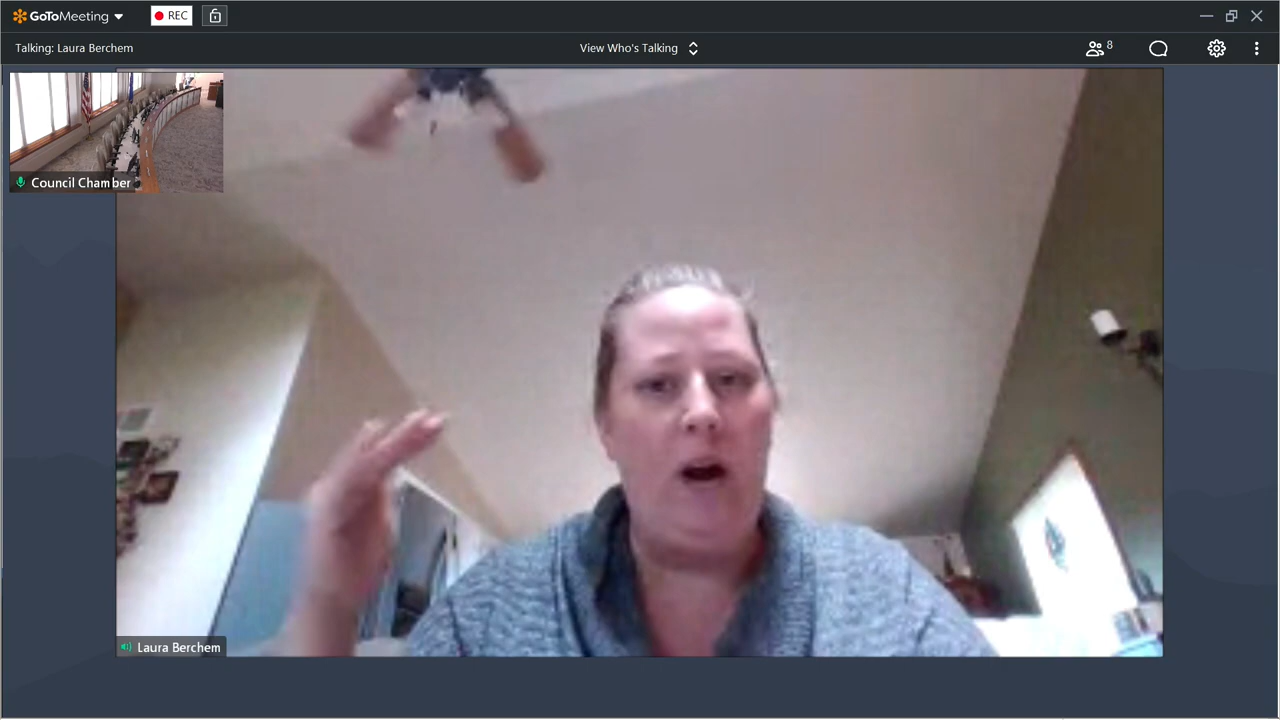 GoToMeeting
REC
Talking: Laura Berchem
View Who's Talking
8
Council Chamber
Laura Berchem